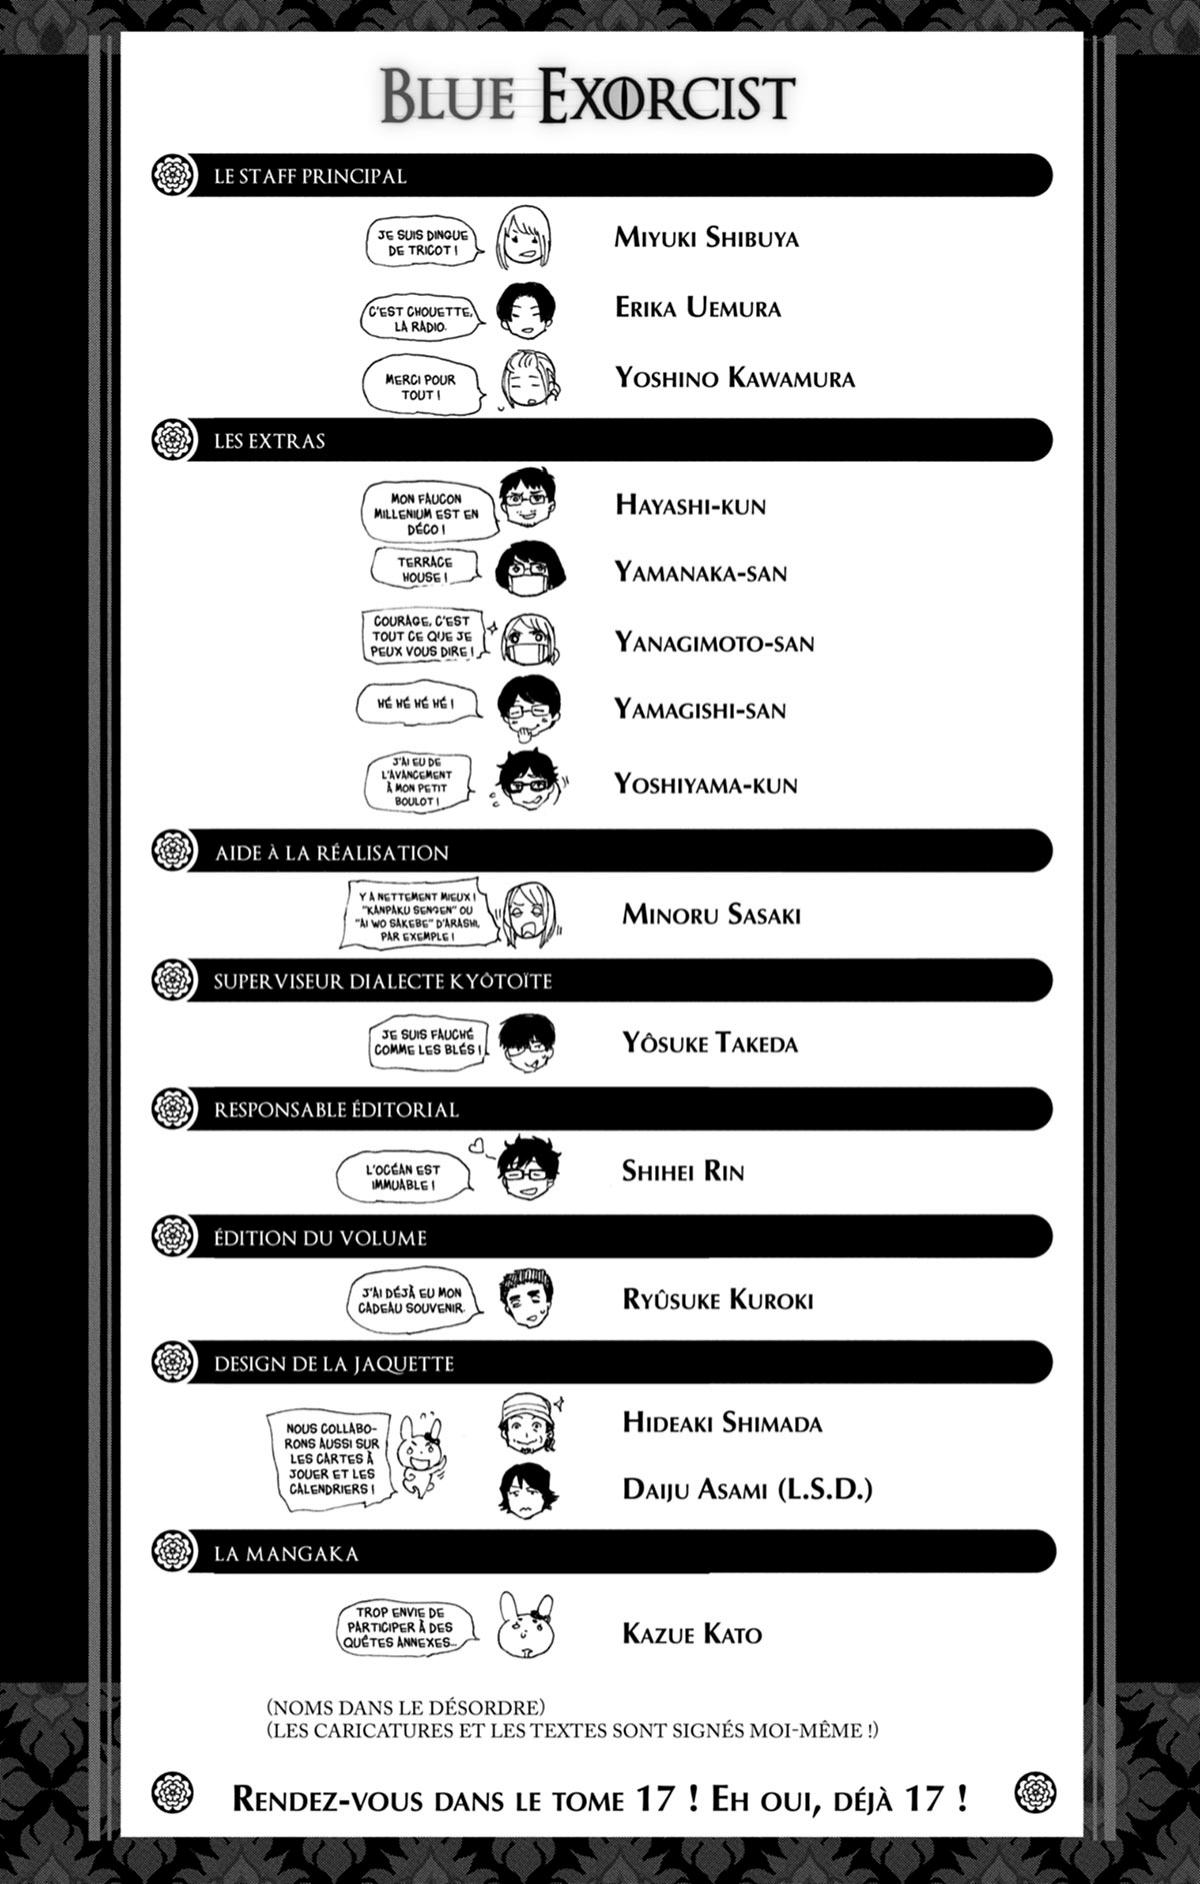 BLUE EXORCIST
LE STAFF PRINCIPAL
JE SUIS DINGUE
DE TRICOT !
MIYUKI SHIBUYA
C'EST CHOUETTE,
LA RADIO.
ERIKA UEMURA
MERCI POUR
TOUT !
YOSHINO KAWAMURA
LES EXTRAS
MON FAUCON
MILLENIUM EST EN
DÉCO !
HAYASHI-KUN
TERRACE
HOUSE !
YAMANAKA-SAN
COURAGE, C'EST
TOUT CE QUE JE
PEUX VOUS DIRE !
YANAGIMOTO-SAN
HÉ HÉ HÉ HÉ !
YAMAGISHI-SAN
J'AI EU DE
L'AVANCEMENT
À MON PETIT
BOULOT !
YOSHIYAMA-KUN
AIDE À LA RÉALISATION
Y A NETTEMENT MIEUX !
"KANPAKU SENGEN" OU
"AI WO SAKEBE" D'ARASHI,
PAR EXEMPLE !
MINORU SASAKI
SUPERVISEUR DIALECTE KYÔTOÏTE
JE SUIS FAUCHÉ
COMME LES BLÉS !
YÔSUKE TAKEDA
RESPONSABLE ÉDITORIAL
L'OCÉAN EST
IMMUABLE !
SHIHEI RIN
ÉDITION DU VOLUME
J'AI DÉJÀ EU MON
CADEAU SOUVENIR.
RYÛSUKE KUROKI
DESIGN DE LA JAQUETTE
NOUS COLLABO-
RONS AUSSI SUR
LES CARTES À
JOUER ET LES
CALENDRIERS !
HIDEAKI SHIMADA
DAIJU ASAMI (L.S.D.)
LA MANGAKA
TROP ENVIE DE
PARTICIPER À DES
QUÊTES ANNEXES...
KAZUE KATO
(NOMS DANS LE DÉSORDRE)
(LES CARICATURES ET LES TEXTES SONT SIGNÉS MOI-MÊME !)
RENDEZ-VOUS DANS LE TOME 17 ! EH OUI, DÉJÀ 17 !